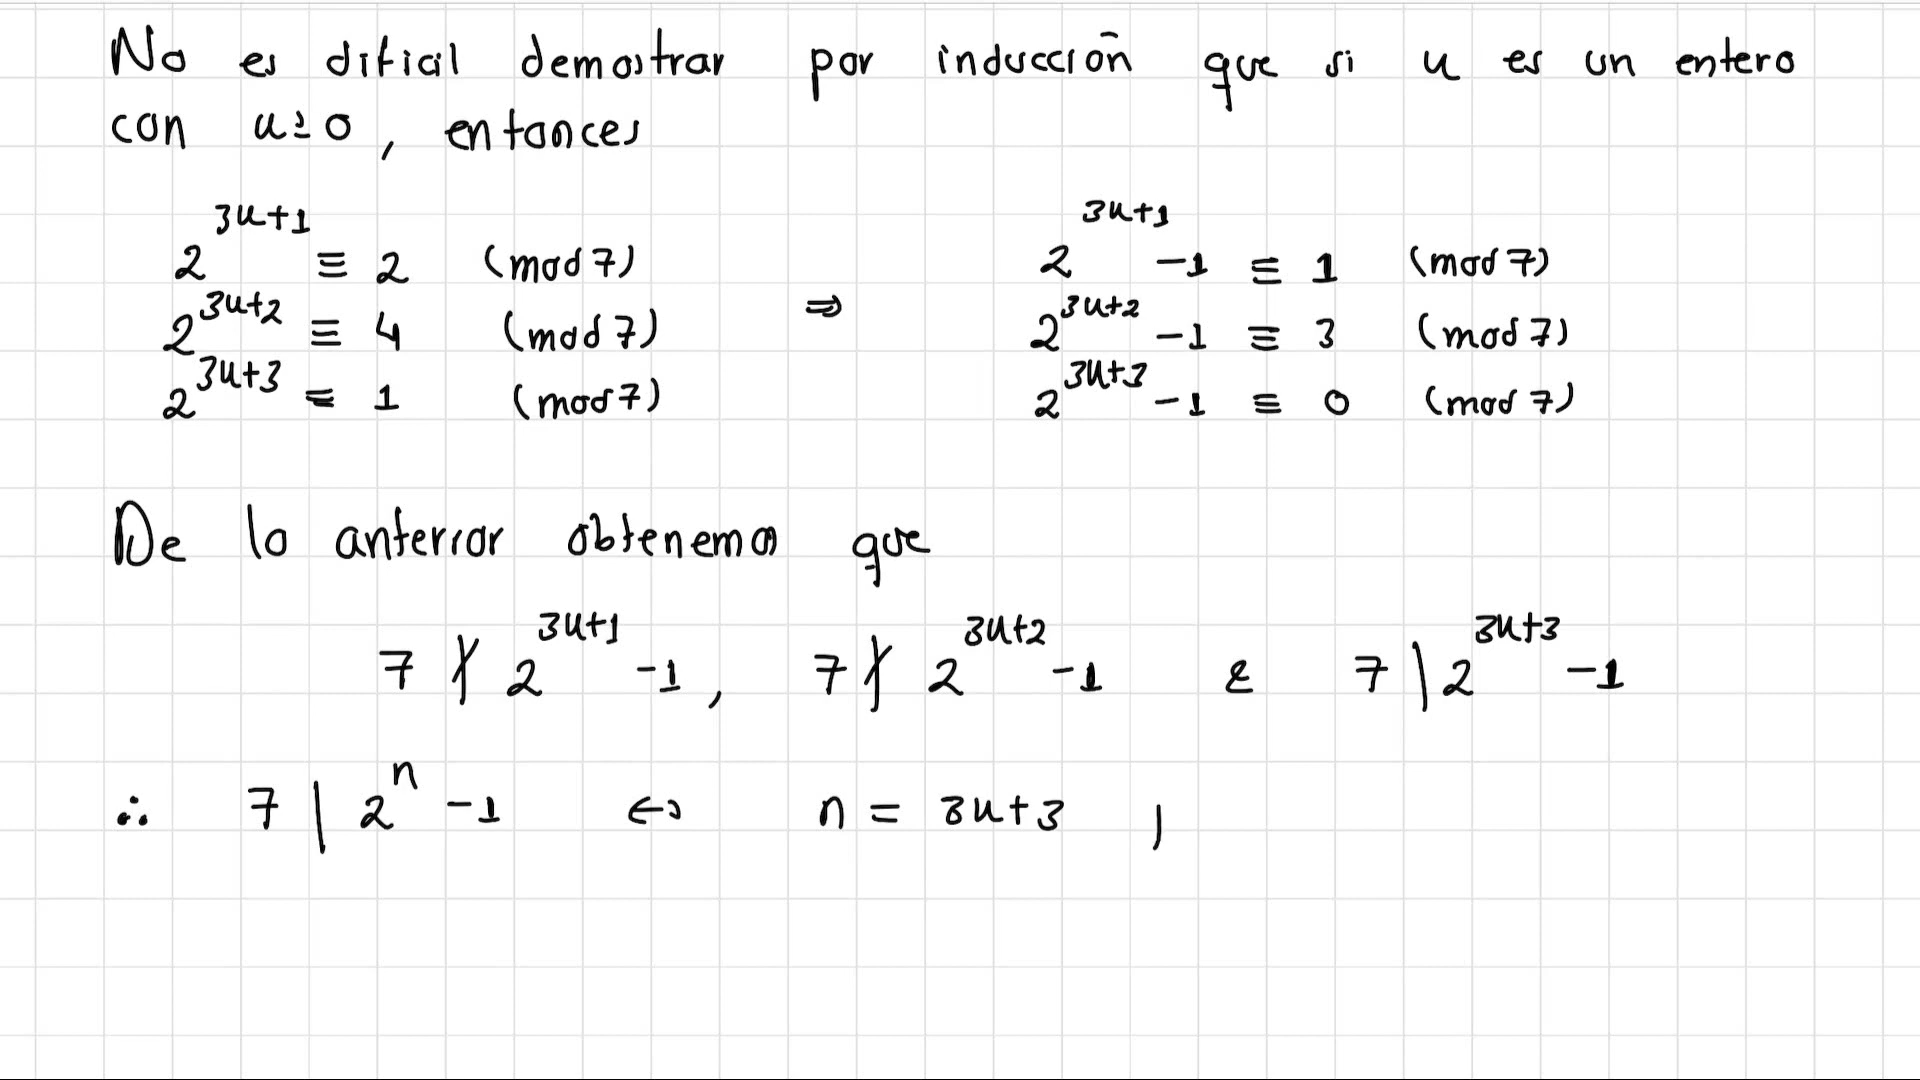 No es dificil demostrar por inducción que si u es un entero
con u≥0, entonces
2^{3u+1} ≡ 2 (mod 7) ⇒ 2^{3u+1} -1 ≡ 1 (mod 7)
2^{3u+2} ≡ 4 (mod 7) 2^{3u+2} -1 ≡ 3 (mod 7)
2^{3u+3} ≡ 1 (mod 7) 2^{3u+3} -1 ≡ 0 (mod 7)
De lo anterior obtenemos que
7 ∤ 2^{3u+1} -1, 7 ∤ 2^{3u+2} -1 & 7 | 2^{3u+3} -1
∴ 7 | 2^n -1 ⇔ n = 3u+3 ,